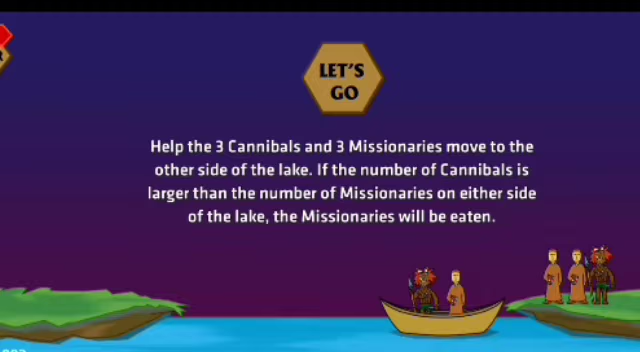 LET'S
GO
Help the 3 Cannibals and 3 Missionaries move to the
other side of the lake. If the number of Cannibals is
larger than the number of Missionaries on either side
of the lake, the Missionaries will be eaten.